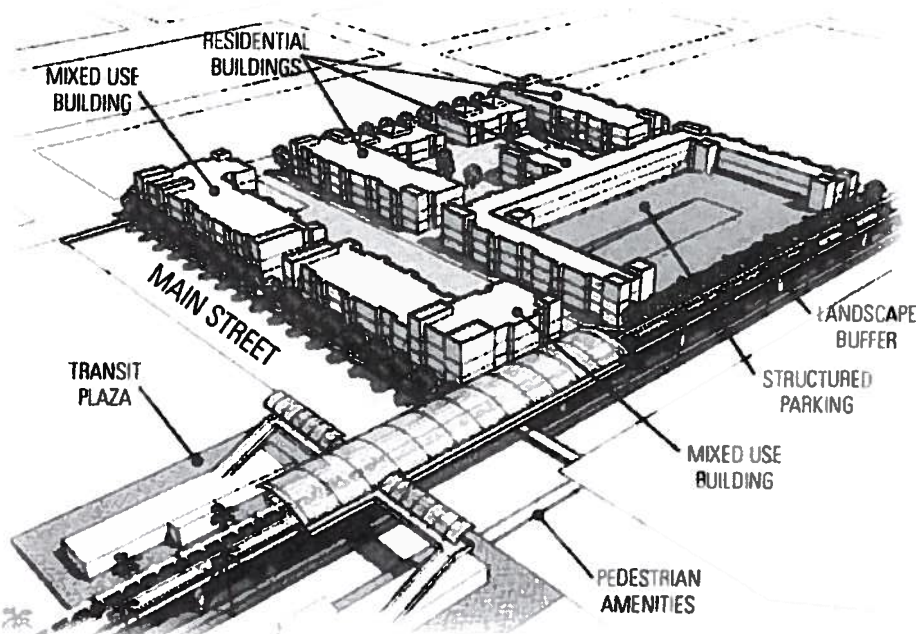 RESIDENTIAL
BUILDINGS
MIXED USE
BUILDING
MAIN STREET
TRANSIT
PLAZA
LANDSCAPE
BUFFER
STRUCTURED
PARKING
MIXED USE
BUILDING
PEDESTRIAN
AMENITIES